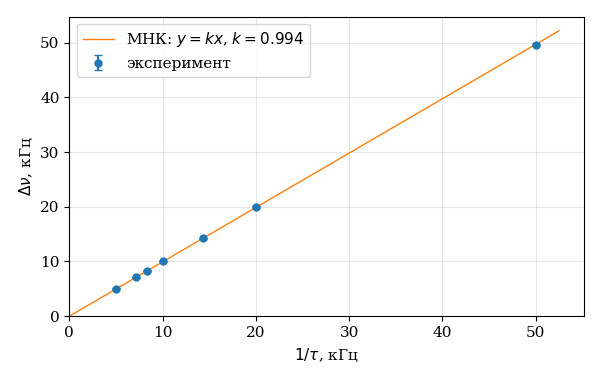 МНК: y = kx, k = 0.994
эксперимент
50
40
30
20
10
0
Δν, кГц
0 10 20 30 40 50
1/τ, кГц